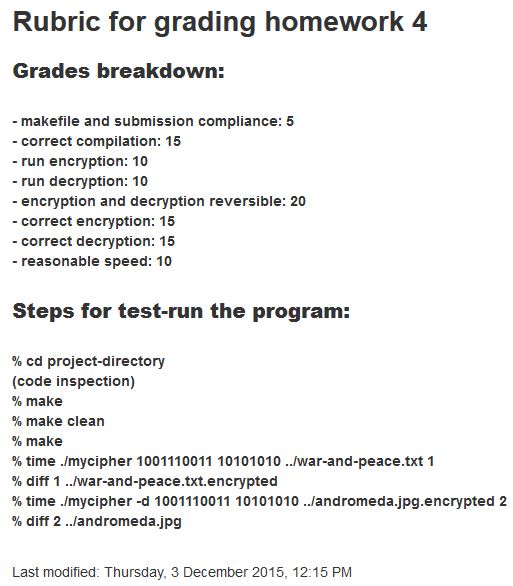 Rubric for grading homework 4
Grades breakdown:
- makefile and submission compliance: 5
- correct compilation: 15
- run encryption: 10
- run decryption: 10
- encryption and decryption reversible: 20
- correct encryption: 15
- correct decryption: 15
- reasonable speed: 10
Steps for test-run the program:
% cd project-directory
(code inspection)
% make
% make clean
% make
% time ./mycipher 1001110011 10101010 ../war-and-peace.txt 1
% diff 1 ../war-and-peace.txt.encrypted
% time ./mycipher -d 1001110011 10101010 ../andromeda.jpg.encrypted 2
% diff 2 ../andromeda.jpg
Last modified: Thursday, 3 December 2015, 12:15 PM